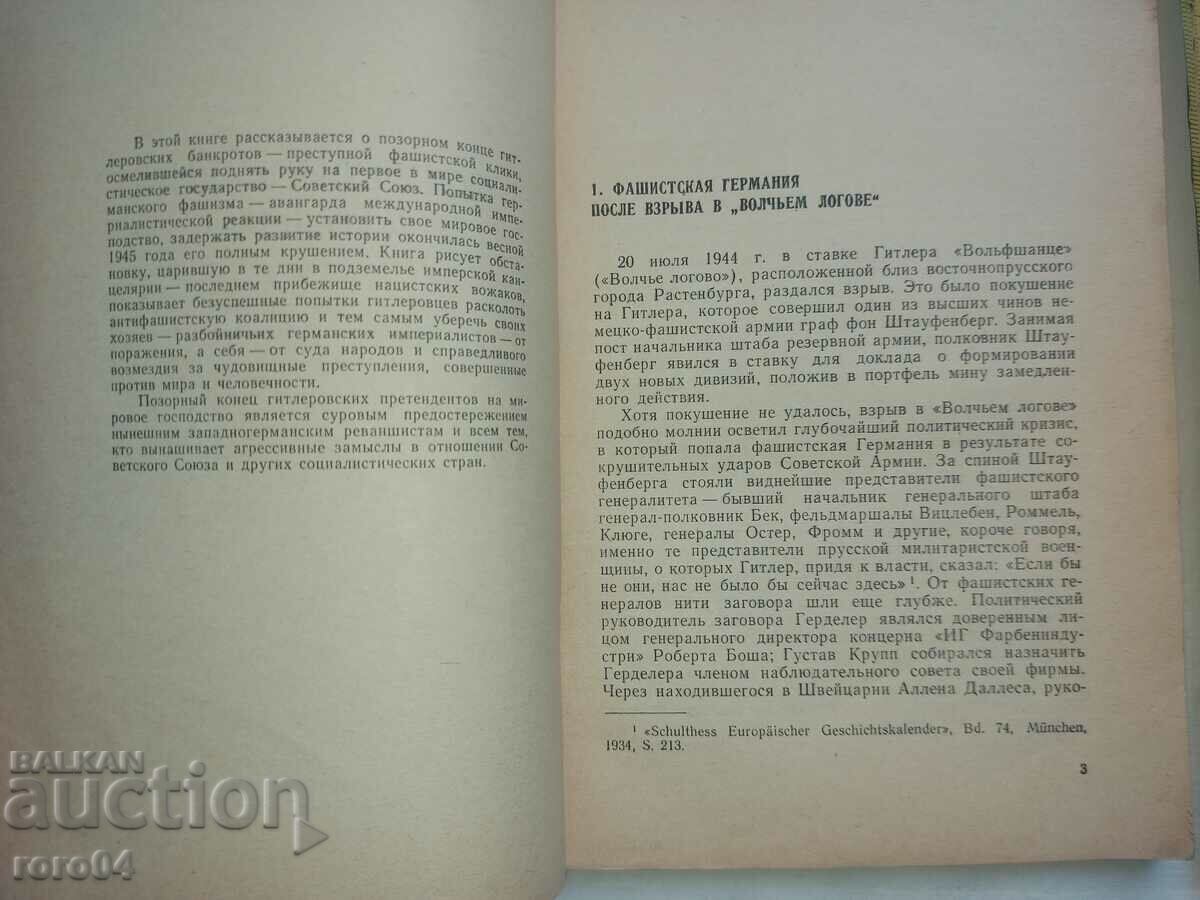 В этой книге рассказывается о позорном конце гит-
леровских банкротов — преступной фашистской клики,
осмелившейся поднять руку на первое в мире социали-
стическое государство — Советский Союз. Попытка гер-
манского фашизма — авангарда международной импе-
риалистической реакции — установить свое мировое гос-
подство, задержать развитие истории окончилась весной
1945 года его полным крушением. Книга рисует обста-
новку, царившую в те дни в подземелье имперской кан-
целярии — последнем прибежище нацистских вожаков,
показывает безуспешные попытки гитлеровцев расколоть
антифашистскую коалицию и тем самым уберечь своих
хозяев — разбойничьих германских империалистов — от
поражения, а себя — от суда народов и справедливого
возмездия за чудовищные преступления, совершенные
против мира и человечности.
Позорный конец гитлеровских претендентов на ми-
ровое господство является суровым предостережением
нынешним западногерманским реваншистам и всем тем,
кто вынашивает агрессивные замыслы в отношении Со-
ветского Союза и других социалистических стран.
1. ФАШИСТСКАЯ ГЕРМАНИЯ
ПОСЛЕ ВЗРЫВА В „ВОЛЧЬЕМ ЛОГОВЕ“
20 июля 1944 г. в ставке Гитлера «Вольфшанце»
(«Волчье логово»), расположенной близ восточнопрусского
города Растенбурга, раздался взрыв. Это было покушение
на Гитлера, которое совершил один из высших чинов не-
мецко-фашистской армии граф фон Штауфенберг. Занимая
пост начальника штаба резервной армии, полковник Шта-
уфенберг явился в ставку для доклада о формировании
двух новых дивизий, положив в портфель мину замедлен-
ного действия.
Хотя покушение не удалось, взрыв в «Волчьем логове»
подобно молнии осветил глубочайший политический кризис,
в который попала фашистская Германия в результате со-
крушительных ударов Советской Армии. За спиной Штау-
фенберга стояли виднейшие представители фашистского
генералитета — бывший начальник генерального штаба
генерал-полковник Бек, фельдмаршалы Вицлебен, Роммель,
Клюге, генералы Остер, Фромм и другие, короче говоря,
именно те представители прусской милитаристской воен-
щины, о которых Гитлер, придя к власти, сказал: «Если бы
не они, нас не было бы сейчас здесь» ¹. От фашистских ге-
нералов нити заговора шли еще глубже. Политический
руководитель заговора Герделер являлся доверенным ли-
цом генерального директора концерна «ИГ Фарбениндy-
стри» Роберта Боша; Густав Крупп собирался назначить
Герделера членом наблюдательного совета своей фирмы.
Через находившегося в Швейцарии Аллена Даллеса, руко-
¹ «Schulthess Europäischer Geschichtskalender», Bd. 74, München,
1934, S. 213.
3
BALKAN
auction
roro04